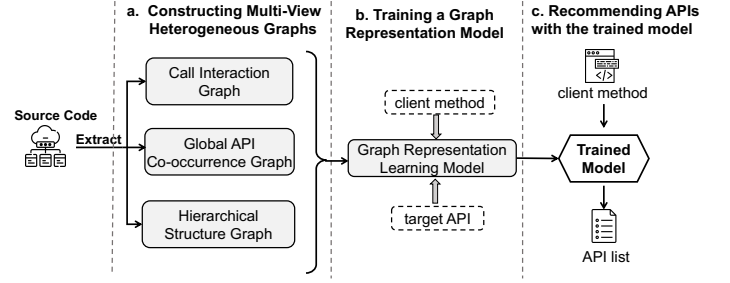 a. Constructing Multi-View
Heterogeneous Graphs
b. Training a Graph
Representation Model
c. Recommending APIs
with the trained model
Source Code
Extract
Call Interaction
Graph
Global API
Co-occurrence Graph
Hierarchical
Structure Graph
client method
Graph Representation
Learning Model
target API
</>
client method
Trained
Model
API list